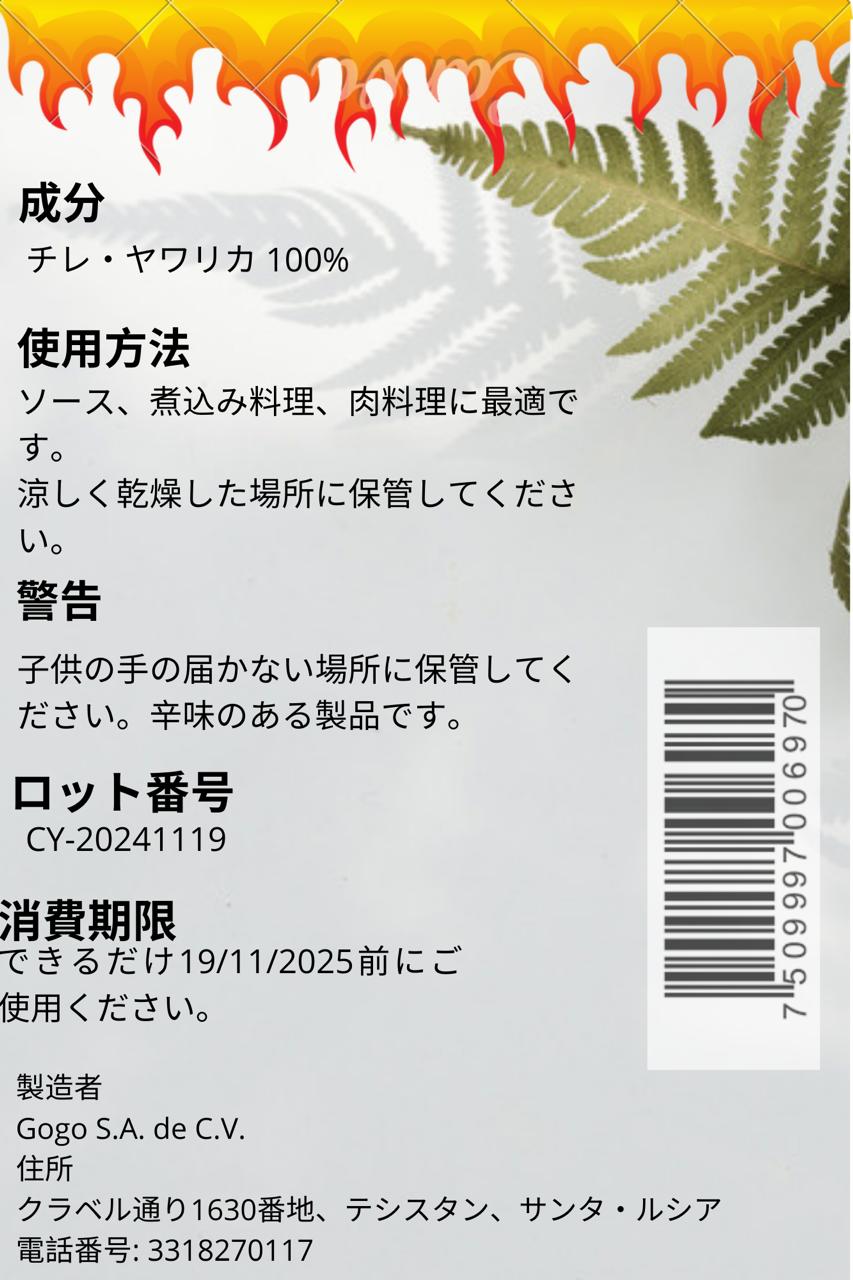 成分
チレ・ヤワリカ 100%
使用方法
ソース、煮込み料理、肉料理に最適で
す。
涼しく乾燥した場所に保管してくださ
い。
警告
子供の手の届かない場所に保管してく
ださい。辛味のある製品です。
ロット番号
CY-20241119
消費期限
できるだけ19/11/2025前にご
使用ください。
製造者
Gogo S.A. de C.V.
住所
クラベル通り1630番地、テシスタン、サンタ・ルシア
電話番号: 3318270117